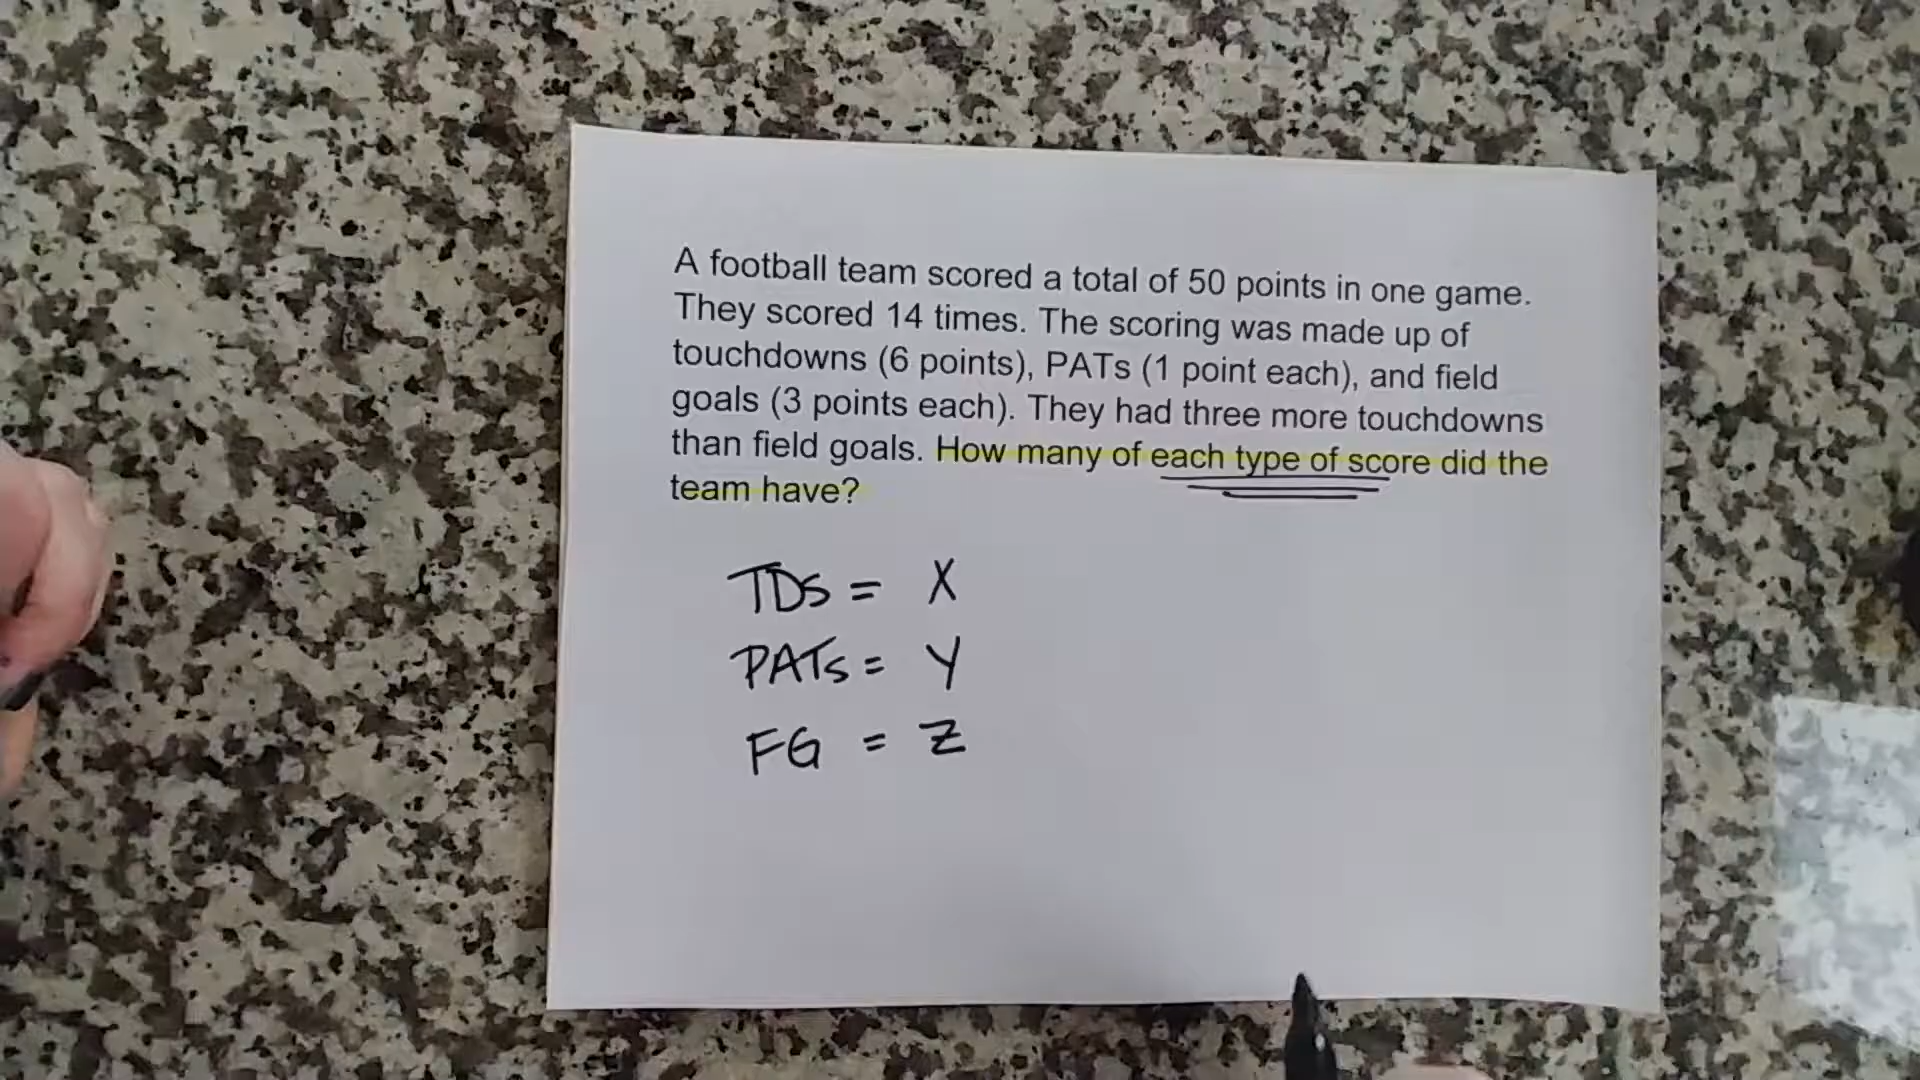 A football team scored a total of 50 points in one game.
They scored 14 times. The scoring was made up of
touchdowns (6 points), PATs (1 point each), and field
goals (3 points each). They had three more touchdowns
than field goals. How many of each type of score did the
team have?
TDs = X
PATs = Y
FG = Z